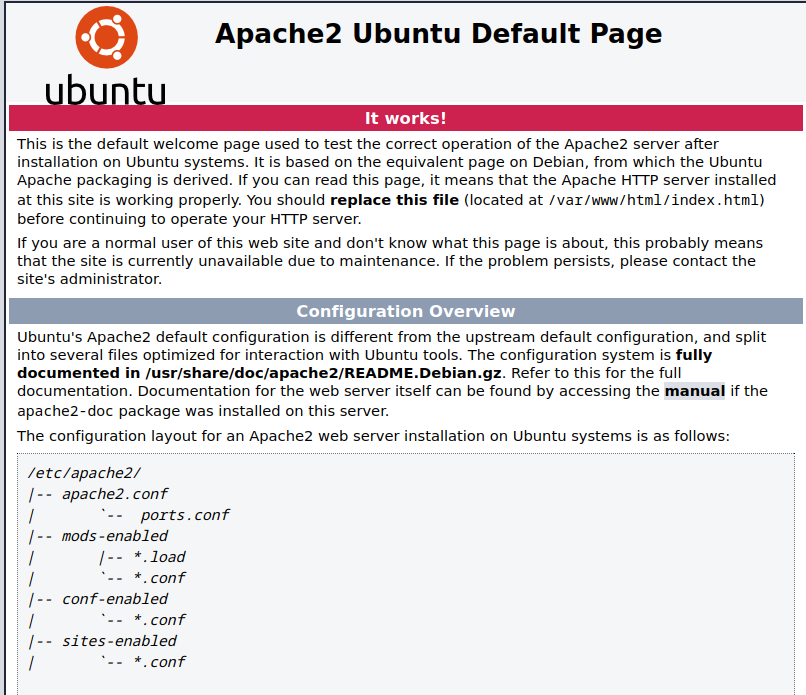 ubuntu
Apache2 Ubuntu Default Page
It works!
This is the default welcome page used to test the correct operation of the Apache2 server after
installation on Ubuntu systems. It is based on the equivalent page on Debian, from which the Ubuntu
Apache packaging is derived. If you can read this page, it means that the Apache HTTP server installed
at this site is working properly. You should replace this file (located at /var/www/html/index.html)
before continuing to operate your HTTP server.
If you are a normal user of this web site and don't know what this page is about, this probably means
that the site is currently unavailable due to maintenance. If the problem persists, please contact the
site's administrator.
Configuration Overview
Ubuntu's Apache2 default configuration is different from the upstream default configuration, and split
into several files optimized for interaction with Ubuntu tools. The configuration system is fully
documented in /usr/share/doc/apache2/README.Debian.gz. Refer to this for the full
documentation. Documentation for the web server itself can be found by accessing the manual if the
apache2-doc package was installed on this server.
The configuration layout for an Apache2 web server installation on Ubuntu systems is as follows:
/etc/apache2/
|-- apache2.conf
|       `--  ports.conf
|-- mods-enabled
|       |-- *.load
|       `-- *.conf
|-- conf-enabled
|       `-- *.conf
|-- sites-enabled
|       `-- *.conf